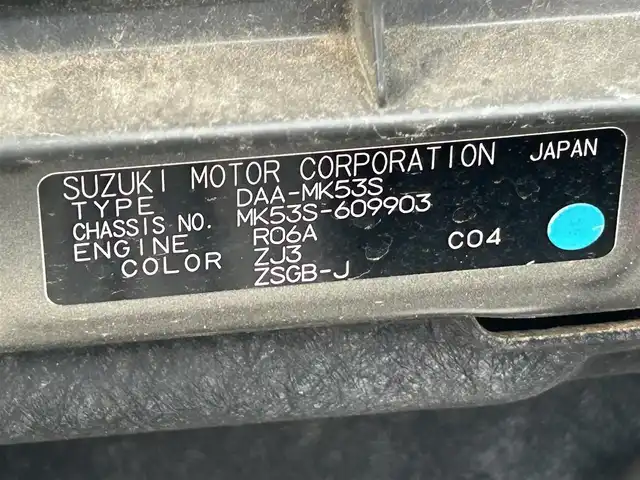 SUZUKI MOTOR CORPORATION JAPAN
TYPE DAA-MK53S
CHASSIS NO. MK53S-609903
ENGINE R06A C04
COLOR ZJ3
ZSGB-J